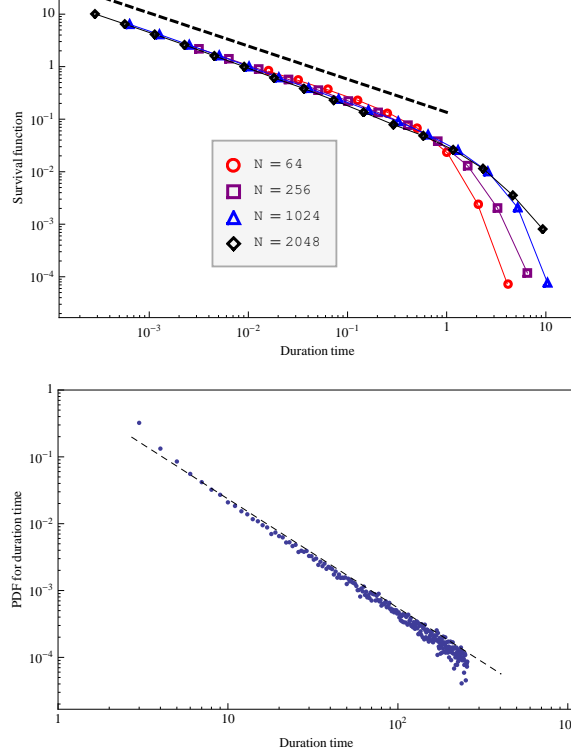 10
1
10⁻¹
10⁻²
10⁻³
10⁻⁴
Survival function
N = 64
N = 256
N = 1024
N = 2048
10⁻³
10⁻²
10⁻¹
1
10
Duration time
1
10⁻¹
10⁻²
10⁻³
10⁻⁴
PDF for duration time
1
10
10²
10
Duration time